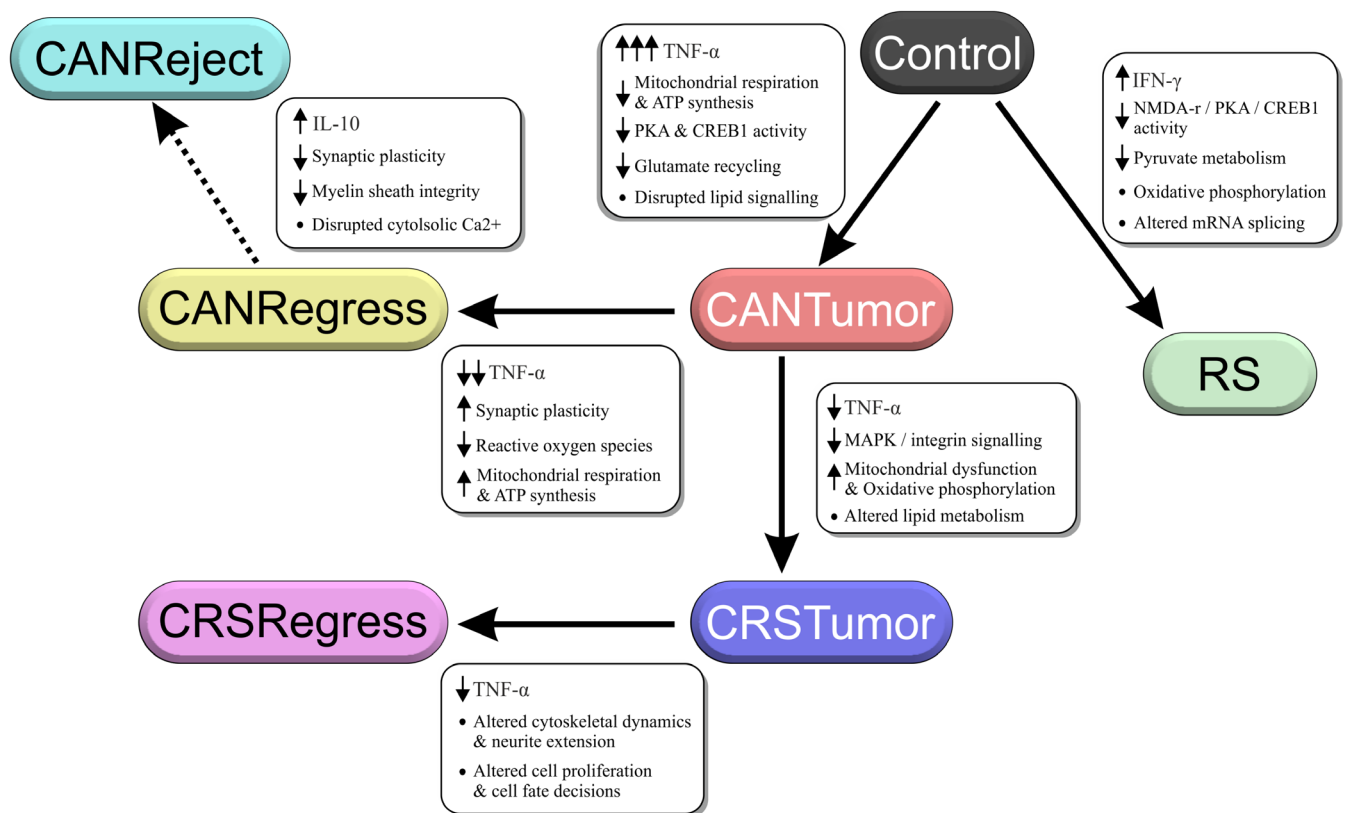 CANReject
Control
↑↑↑ TNF-α
↓ Mitochondrial respiration
& ATP synthesis
↓ PKA & CREB1 activity
↓ Glutamate recycling
• Disrupted lipid signalling
↑ IFN-γ
↓ NMDA-r / PKA / CREB1
activity
↓ Pyruvate metabolism
• Oxidative phosphorylation
• Altered mRNA splicing
↑ IL-10
↓ Synaptic plasticity
↓ Myelin sheath integrity
• Disrupted cytolsolic Ca2+
CANRegress
CANTumor
RS
↓↓ TNF-α
↑ Synaptic plasticity
↓ Reactive oxygen species
↑ Mitochondrial respiration
& ATP synthesis
↓ TNF-α
↓ MAPK / integrin signalling
↑ Mitochondrial dysfunction
& Oxidative phosphorylation
• Altered lipid metabolism
CRSRegress
CRSTumor
↓ TNF-α
• Altered cytoskeletal dynamics
& neurite extension
• Altered cell proliferation
& cell fate decisions